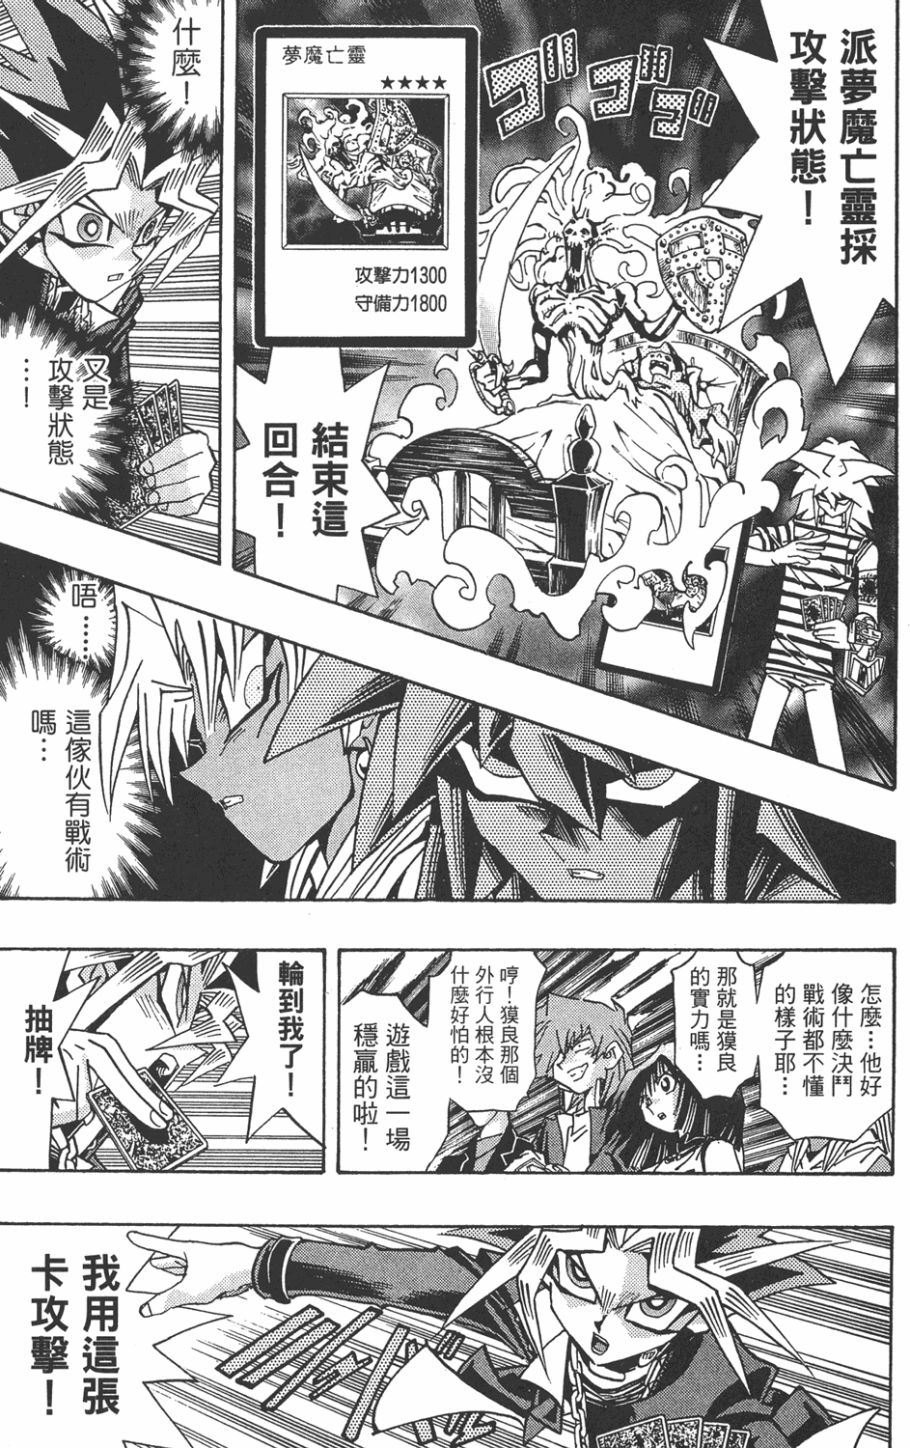 派夢魔亡靈採
攻擊狀態！
ゴゴゴ
夢魔亡靈
★★★★
攻擊力1300
守備力1800
結束這
回合！
什麼！
又是
攻擊狀態
…！
唔……
這傢伙有戰術
嗎…
怎麼…他好
像什麼決鬥
戰術都不懂
的樣子耶…
那就是獏良
的實力嗎…
哼！獏良那個
外行人根本沒
什麼好怕的！
遊戲這一場
穩贏的啦！
輪到我了！
抽牌！
我用這張
卡攻擊！